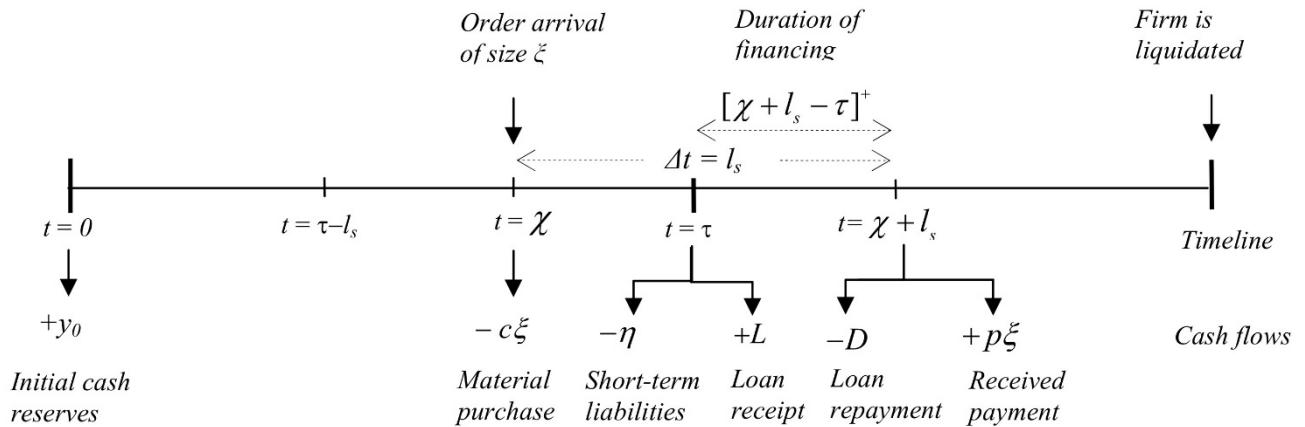 Order arrival
of size ξ
Duration of
financing
Firm is
liquidated
[χ + l_s − τ]^+
Δt = l_s
t = 0
t = τ–l_s
t = χ
t = τ
t= χ + l_s
Timeline
+y_0
− cξ
−η
+L
−D
+pξ
Cash flows
Initial cash
reserves
Material
purchase
Short-term
liabilities
Loan
receipt
Loan
repayment
Received
payment